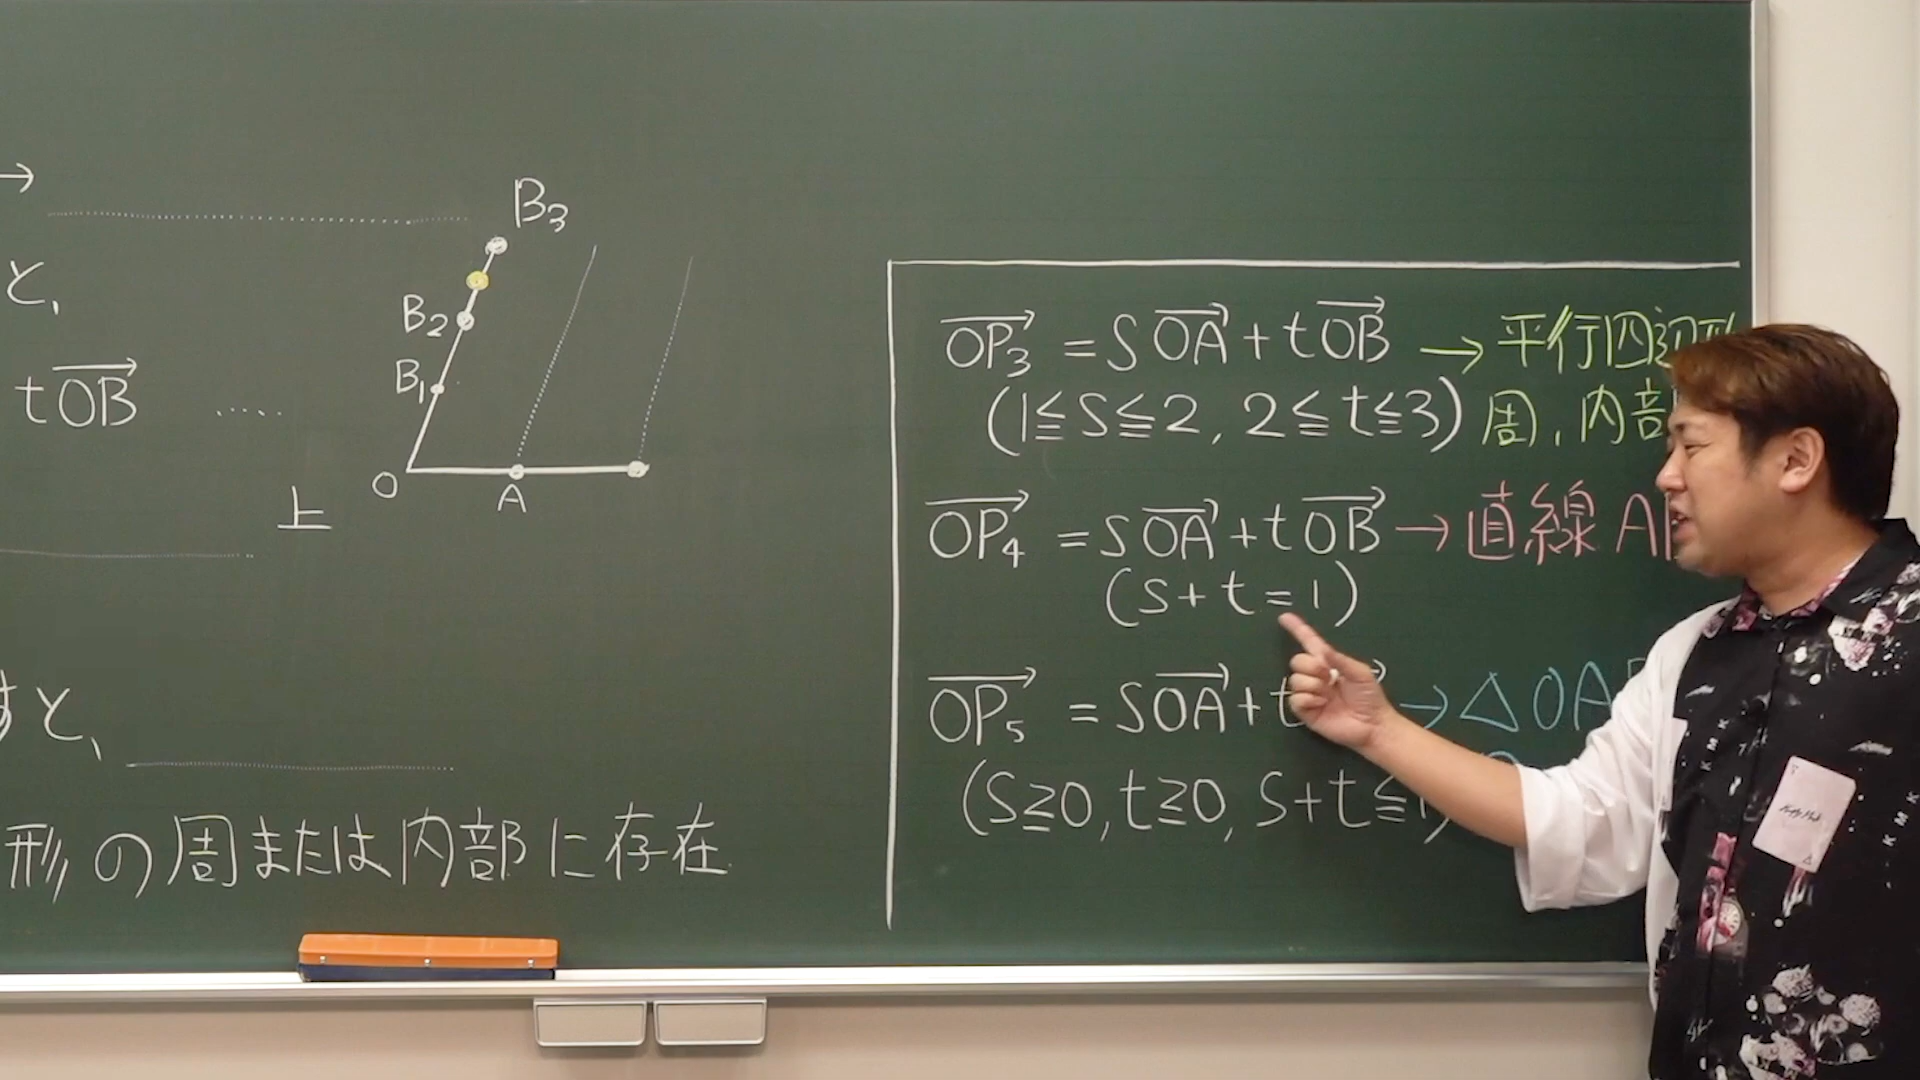 →
と、
tOB→ .....
上
と、
形の周または内部に存在
B₃
B₂
B₁
O A
OP₃→ = sOA→ + tOB→ → 平行四辺形
(1≦s≦2, 2≦t≦3) 周, 内部
OP₄→ = sOA→ + tOB→ → 直線 A
(s+t=1)
OP₅→ = sOA→ + t → △OA
(s≧0, t≧0, s+t≦1)
KMK
KMK